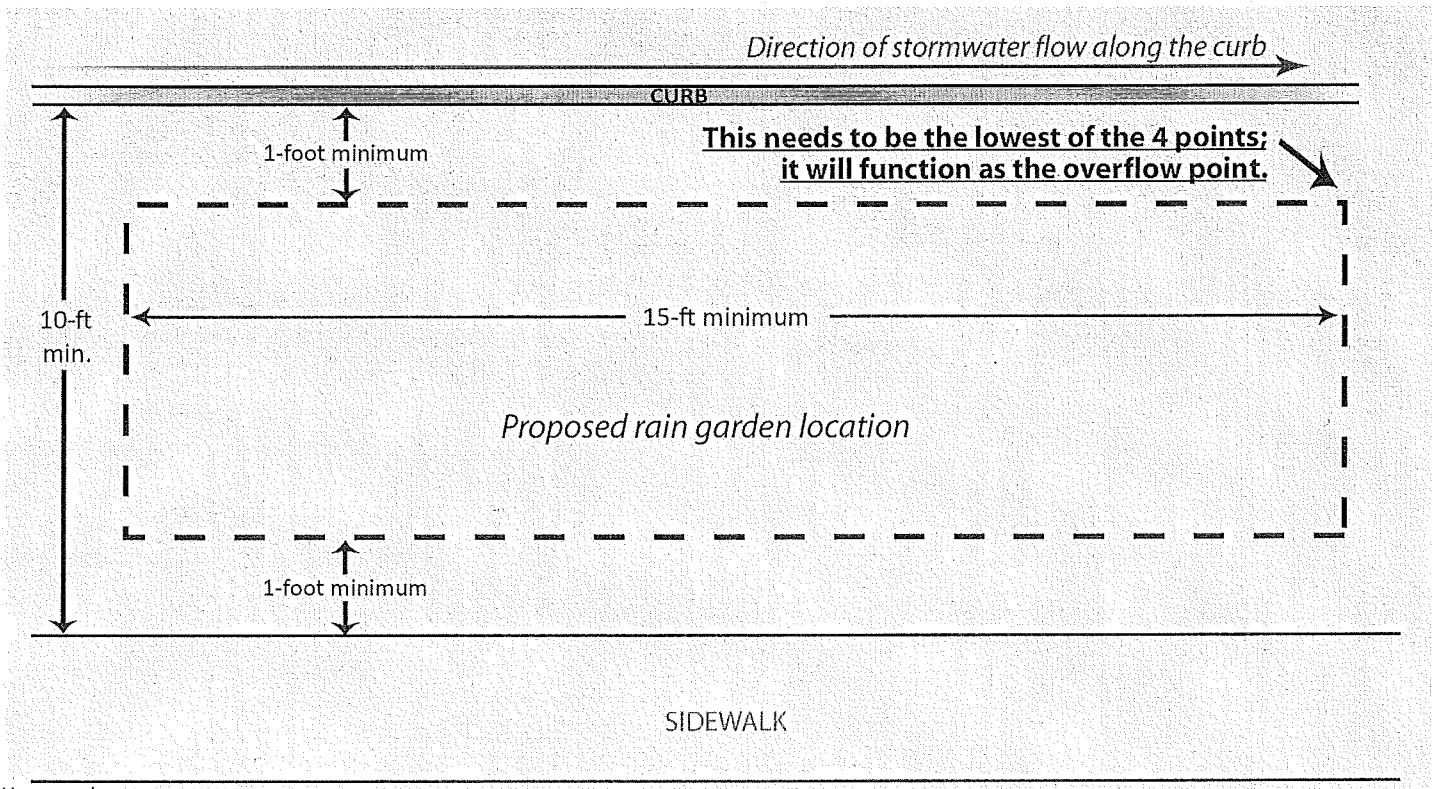 Direction of stormwater flow along the curb
CURB
1-foot minimum
This needs to be the lowest of the 4 points;
it will function as the overflow point.
10-ft
min.
15-ft minimum
Proposed rain garden location
1-foot minimum
SIDEWALK